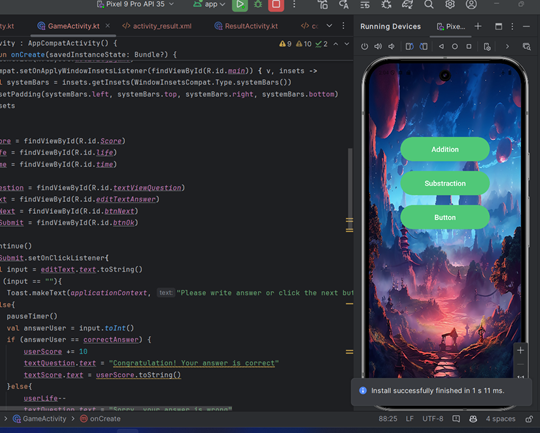 Pixel 9 Pro API 35
app
GameActivity.kt
activity_result.xml
ResultActivity.kt
Running Devices
Pixel...
ivity : AppCompatActivity() {
un onCreate(savedInstanceState: Bundle?) {
9 10 2
mpat.setOnApplyWindowInsetsListener(findViewById(R.id.main)) { v, insets ->
l systemBars = insets.getInsets(WindowInsetsCompat.Type.systemBars())
setPadding(systemBars.left, systemBars.top, systemBars.right, systemBars.bottom)
sets
ore = findViewById(R.id.Score)
fe = findViewById(R.id.life)
me = findViewById(R.id.time)
estion = findViewById(R.id.textViewQuestion)
xt = findViewById(R.id.editTextAnswer)
Next = findViewById(R.id.btnNext)
Submit = findViewById(R.id.btnOk)
ntinue()
Submit.setOnClickListener{
l input = editText.text.toString()
(input == ""){
Toast.makeText(applicationContext, text "Please write answer or click the next but
lse{
pauseTimer()
val answerUser = input.toInt()
if (answerUser == correctAnswer) {
userScore += 10
textQuestion.text = "Congratulation! Your answer is correct"
textScore.text = userScore.toString()
}else{
userLife--
textQuestion.text = "Sorry, your answer is wrong"
Addition
Substraction
Button
Install successfully finished in 1 s 11 ms.
GameActivity
onCreate
88:25
LF
UTF-8
4 spaces